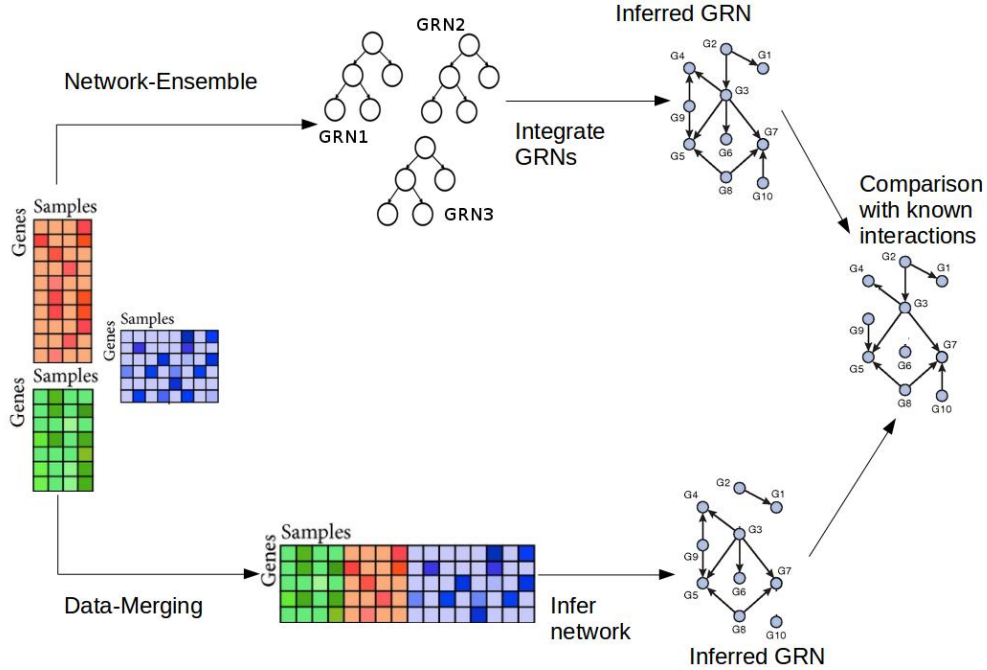 Network-Ensemble
GRN1
GRN2
GRN3
Integrate
GRNs
Inferred GRN
G2
G1
G4
G3
G9
G6
G7
G5
G8
G10
Comparison
with known
interactions
G2
G1
G4
G3
G9
G6
G7
G5
G8
G10
Samples
Genes
Samples
Genes
Samples
Genes
Data-Merging
Samples
Genes
Infer
network
G2
G1
G4
G3
G9
G6
G7
G5
G8
G10
Inferred GRN